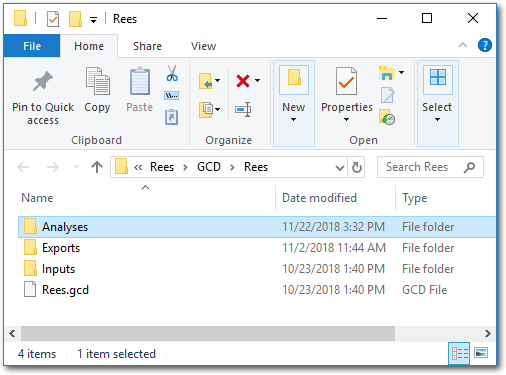 Rees
File Home Share View
Pin to Quick access Copy Paste New Properties Select
Clipboard Organize Open
« Rees GCD Rees Search Rees
Name Date modified Type
Analyses 11/22/2018 3:32 PM File folder
Exports 11/2/2018 11:44 AM File folder
Inputs 10/23/2018 1:40 PM File folder
Rees.gcd 10/23/2018 1:40 PM GCD File
4 items 1 item selected